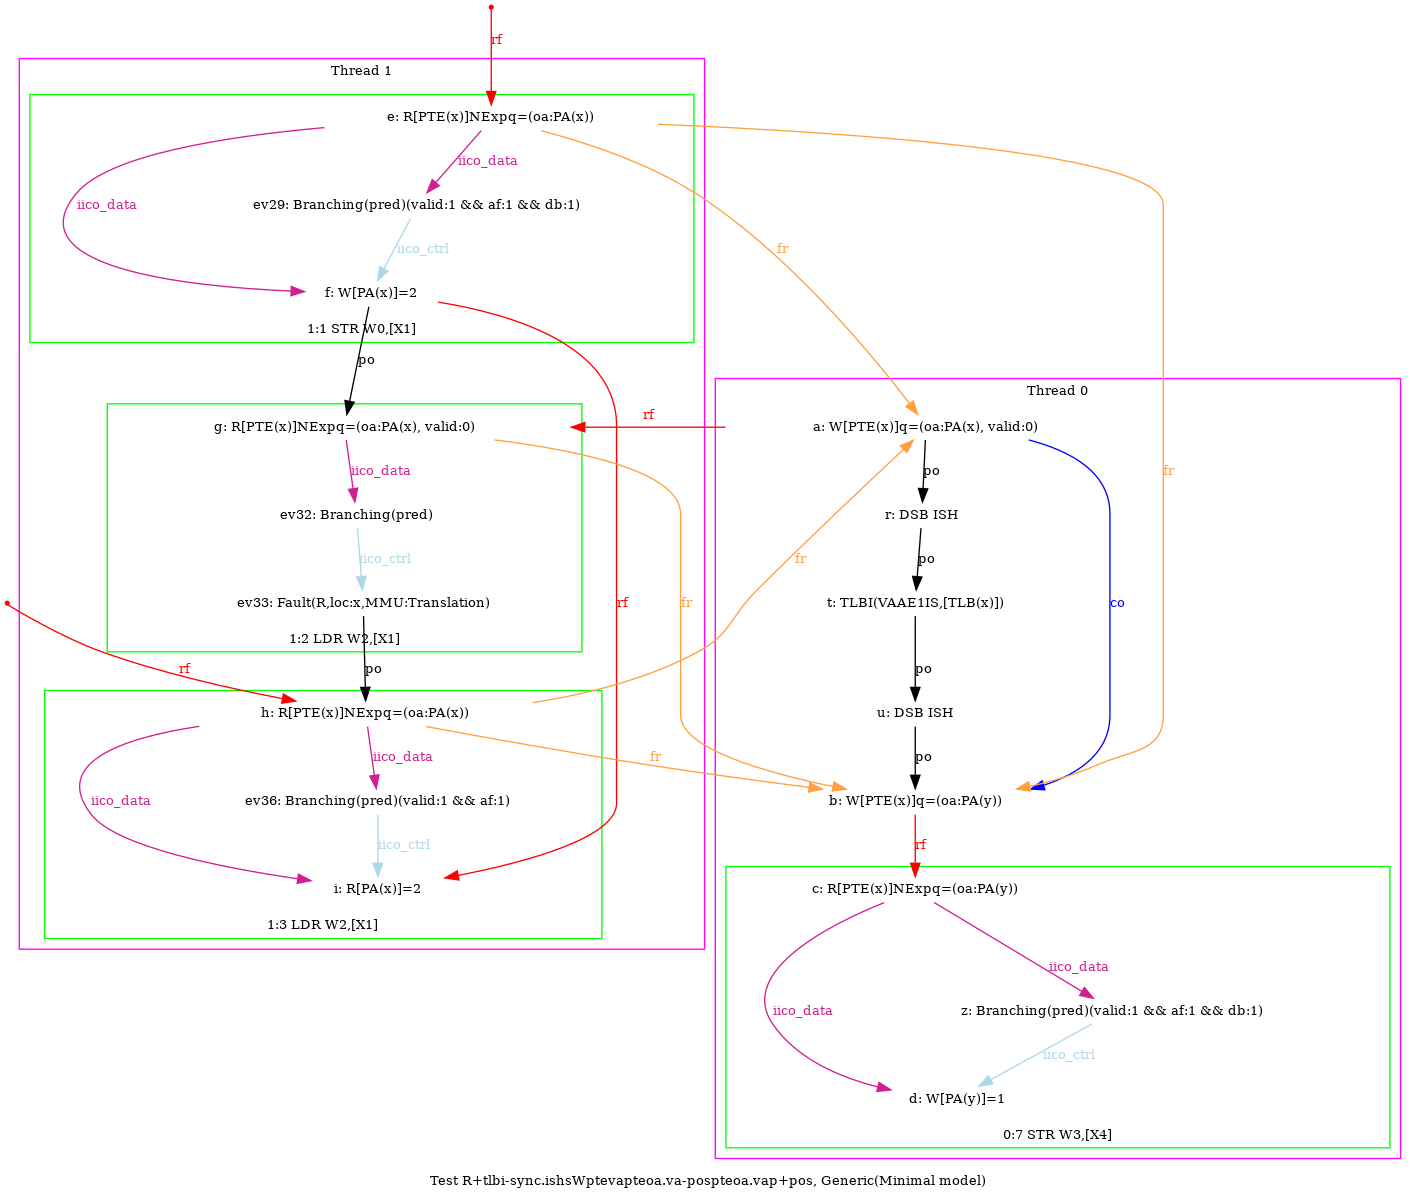 rf
Thread 1
e: R[PTE(x)]NExpq=(oa:PA(x))
iico_data
iico_data
ev29: Branching(pred)(valid:1 && af:1 && db:1)
iico_ctrl
fr
f: W[PA(x)]=2
1:1 STR W0,[X1]
po
Thread 0
rf
g: R[PTE(x)]NExpq=(oa:PA(x), valid:0)
a: W[PTE(x)]q=(oa:PA(x), valid:0)
iico_data
po
fr
ev32: Branching(pred)
r: DSB ISH
iico_ctrl
fr
po
ev33: Fault(R,loc:x,MMU:Translation)
rf
fr
t: TLBI(VAAE1IS,[TLB(x)])
co
1:2 LDR W2,[X1]
rf
po
po
h: R[PTE(x)]NExpq=(oa:PA(x))
u: DSB ISH
iico_data
fr
po
iico_data
ev36: Branching(pred)(valid:1 && af:1)
b: W[PTE(x)]q=(oa:PA(y))
iico_ctrl
rf
i: R[PA(x)]=2
c: R[PTE(x)]NExpq=(oa:PA(y))
1:3 LDR W2,[X1]
iico_data
iico_data
z: Branching(pred)(valid:1 && af:1 && db:1)
iico_ctrl
d: W[PA(y)]=1
0:7 STR W3,[X4]
Test R+tlbi-sync.ishsWptevapteoa.va-pospteoa.vap+pos, Generic(Minimal model)